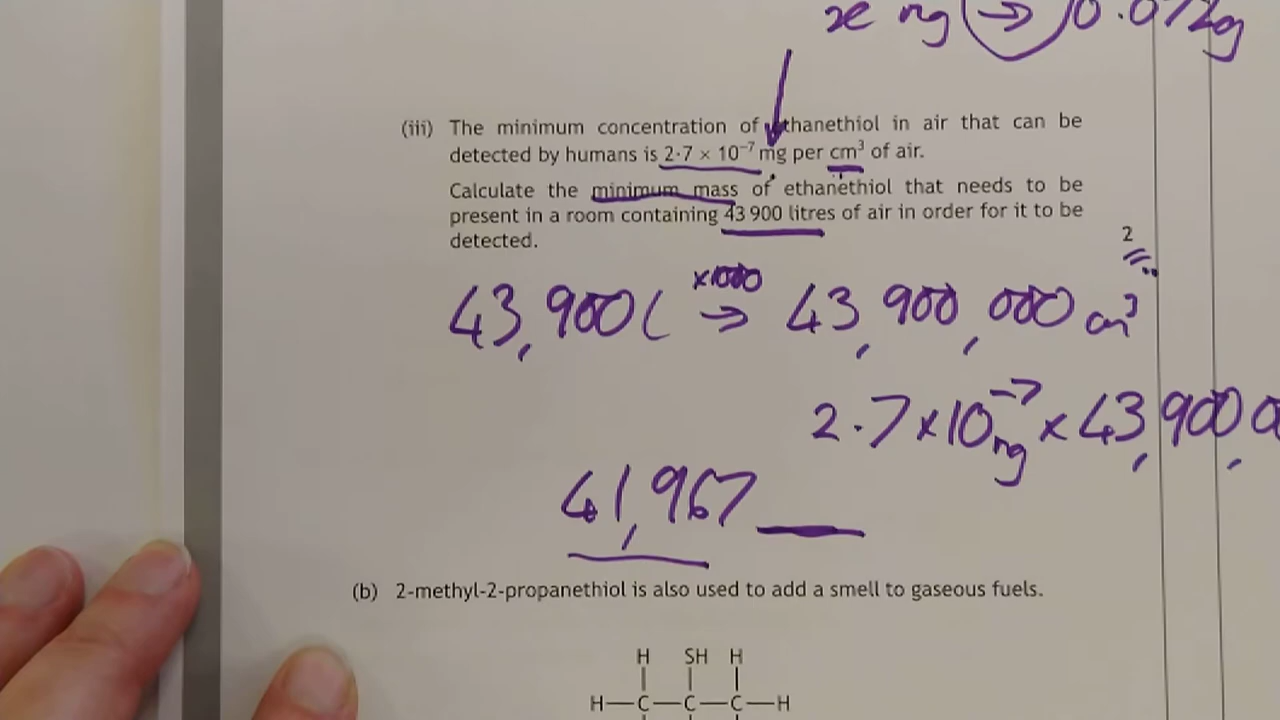 x mg → 0.072g
(iii) The minimum concentration of ethanethiol in air that can be
detected by humans is 2·7 × 10⁻⁷ mg per cm³ of air.
Calculate the minimum mass of ethanethiol that needs to be
present in a room containing 43 900 litres of air in order for it to be
detected.
2
43,900L ×1000 → 43,900,000 cm³
2.7×10⁻⁷ mg × 43,900,0
41,967
(b) 2-methyl-2-propanethiol is also used to add a smell to gaseous fuels.
H SH H
H—C—C—C—H